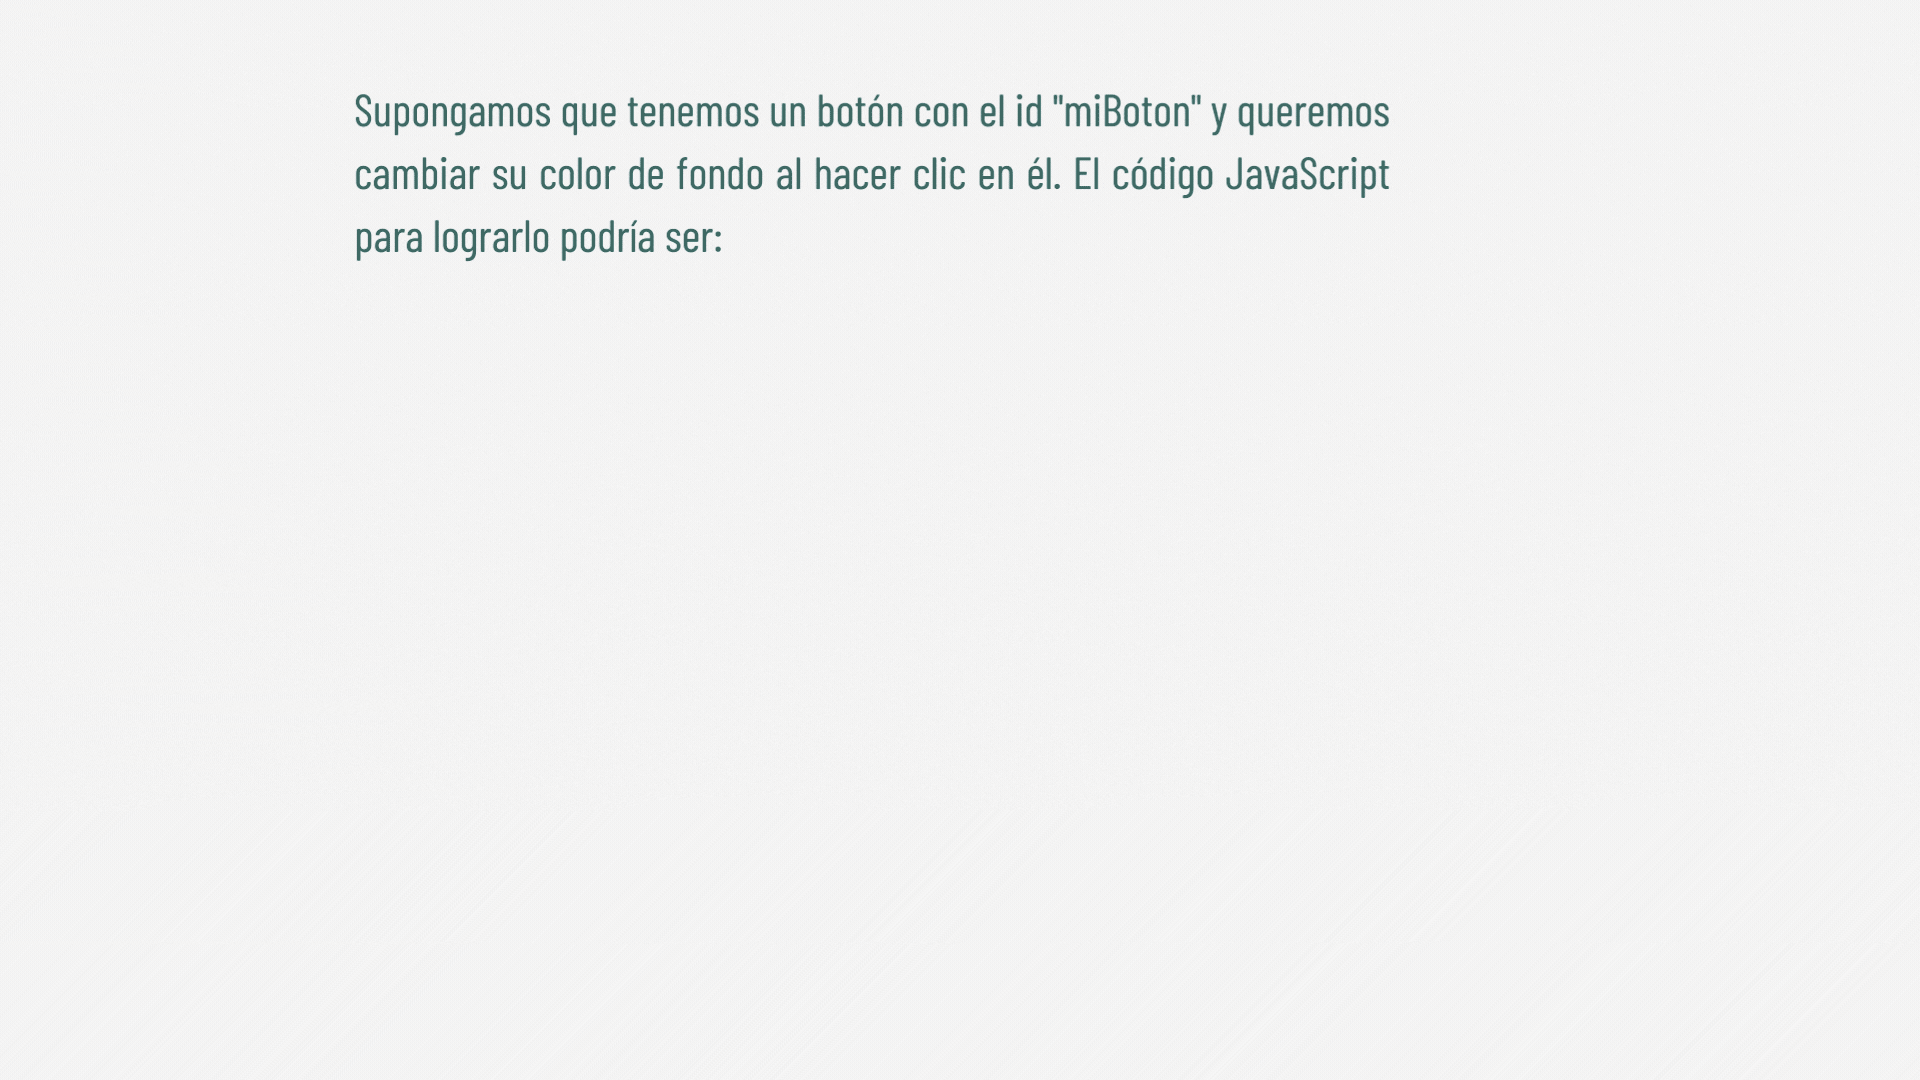 Supongamos que tenemos un botón con el id "miBoton" y queremos
cambiar su color de fondo al hacer clic en él. El código JavaScript
para lograrlo podría ser: